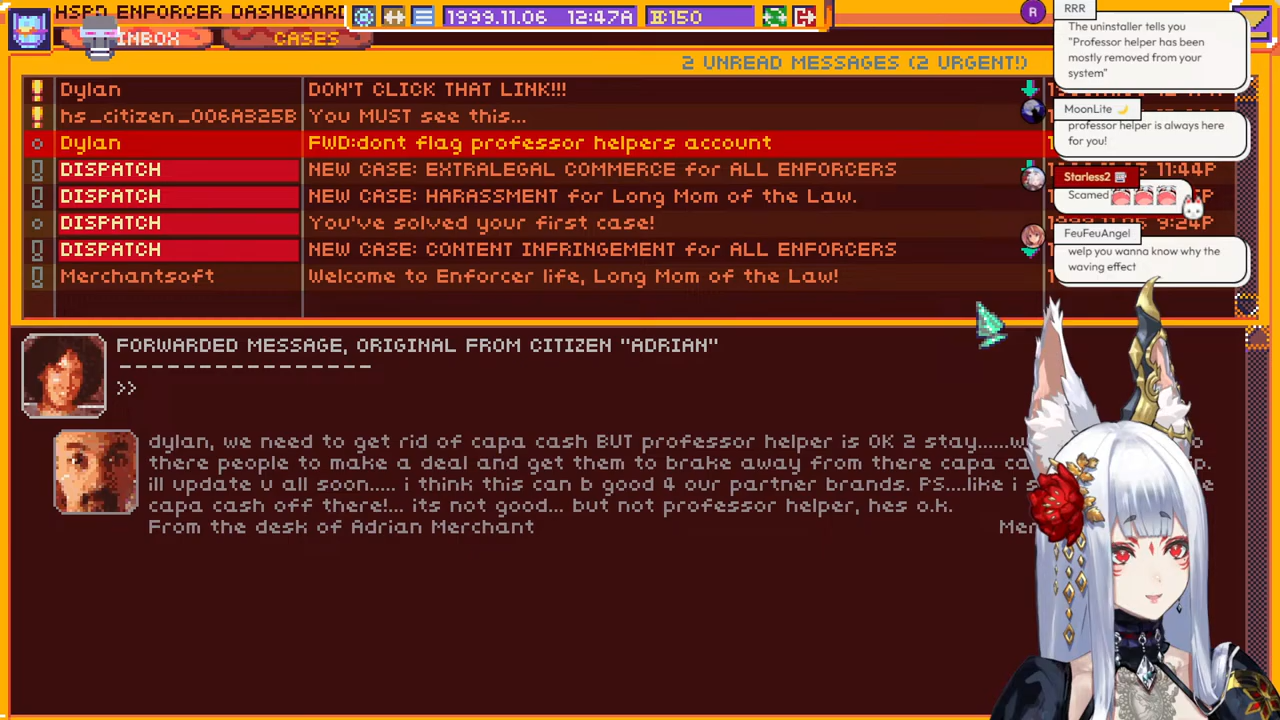 HSPD ENFORCER DASHBOARD
1999.11.06 12:47A
150
INBOX
CASES
2 UNREAD MESSAGES (2 URGENT!)
Dylan DON'T CLICK THAT LINK!!!
hs_citizen_006A325B You MUST see this...
Dylan FWD:dont flag professor helpers account
DISPATCH NEW CASE: EXTRALEGAL COMMERCE for ALL ENFORCERS 11:44P
DISPATCH NEW CASE: HARASSMENT for Long Mom of the Law.
DISPATCH You've solved your first case! 1999.11.05 9:24P
DISPATCH NEW CASE: CONTENT INFRINGEMENT for ALL ENFORCERS
Merchantsoft Welcome to Enforcer life, Long Mom of the Law!
FORWARDED MESSAGE, ORIGINAL FROM CITIZEN "ADRIAN"
----------------
>>
dylan, we need to get rid of capa cash BUT professor helper is OK 2 stay......
there people to make a deal and get them to brake away from there capa
ill update u all soon..... i think this can b good 4 our partner brands. PS....like i
capa cash off there!... its not good... but not professor helper, hes o.k.
From the desk of Adrian Merchant
R
RRR
The uninstaller tells you
"Professor helper has been
mostly removed from your
system"
MoonLite
professor helper is always here
for you!
Starless2
Scamed
FeuFeuAngel
welp you wanna know why the
waving effect